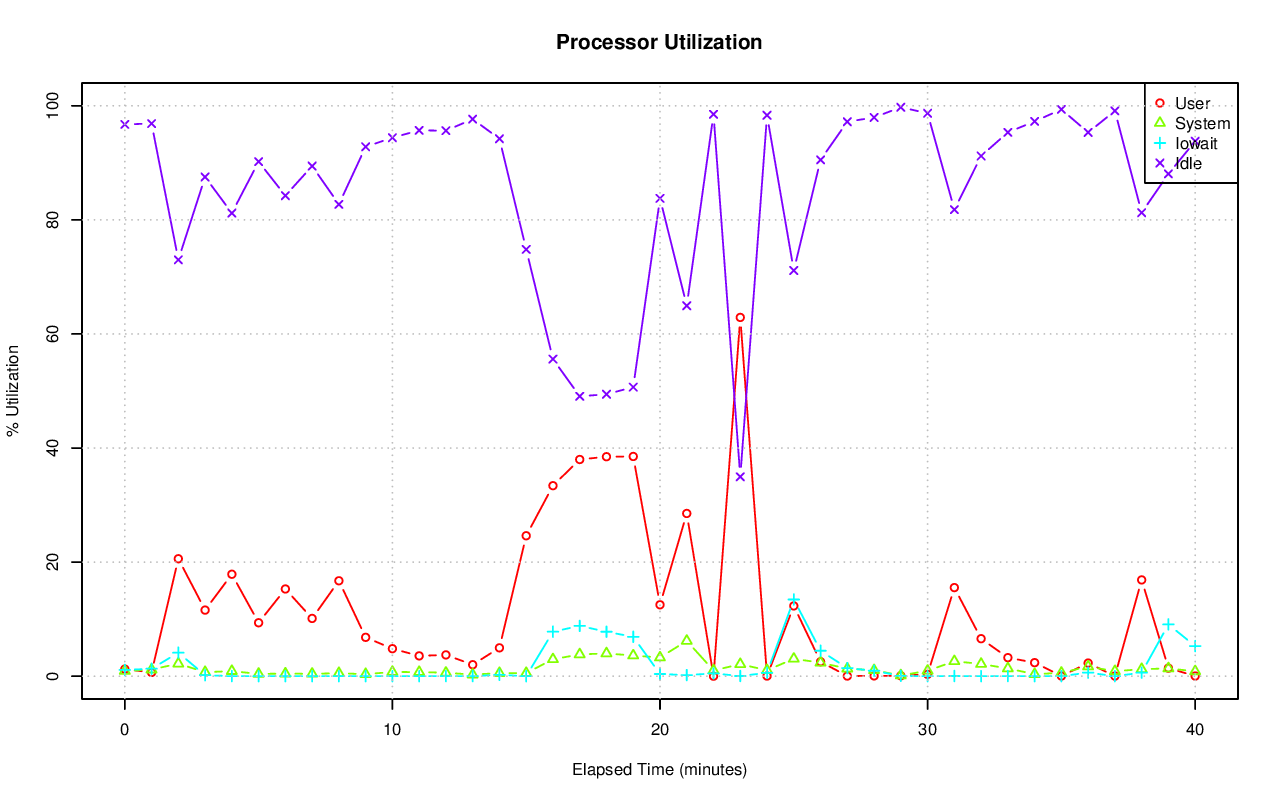 Processor Utilization
% Utilization
100
80
60
40
20
0
User
System
Iowait
Idle
0 10 20 30 40
Elapsed Time (minutes)